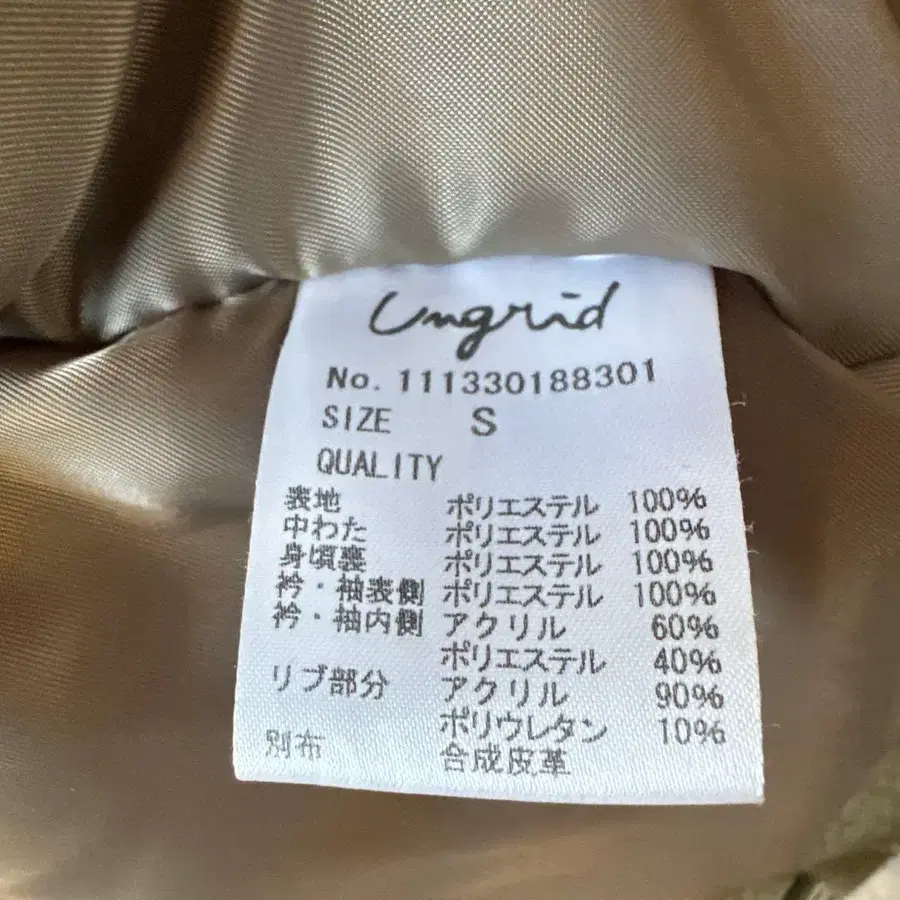 Ungrid
No. 111330188301
SIZE S
QUALITY
表地 ポリエステル 100%
中わた ポリエステル 100%
身頃裏 ポリエステル 100%
衿・袖表側 ポリエステル 100%
衿・袖内側 アクリル 60%
ポリエステル 40%
リブ部分 アクリル 90%
ポリウレタン 10%
別布 合成皮革